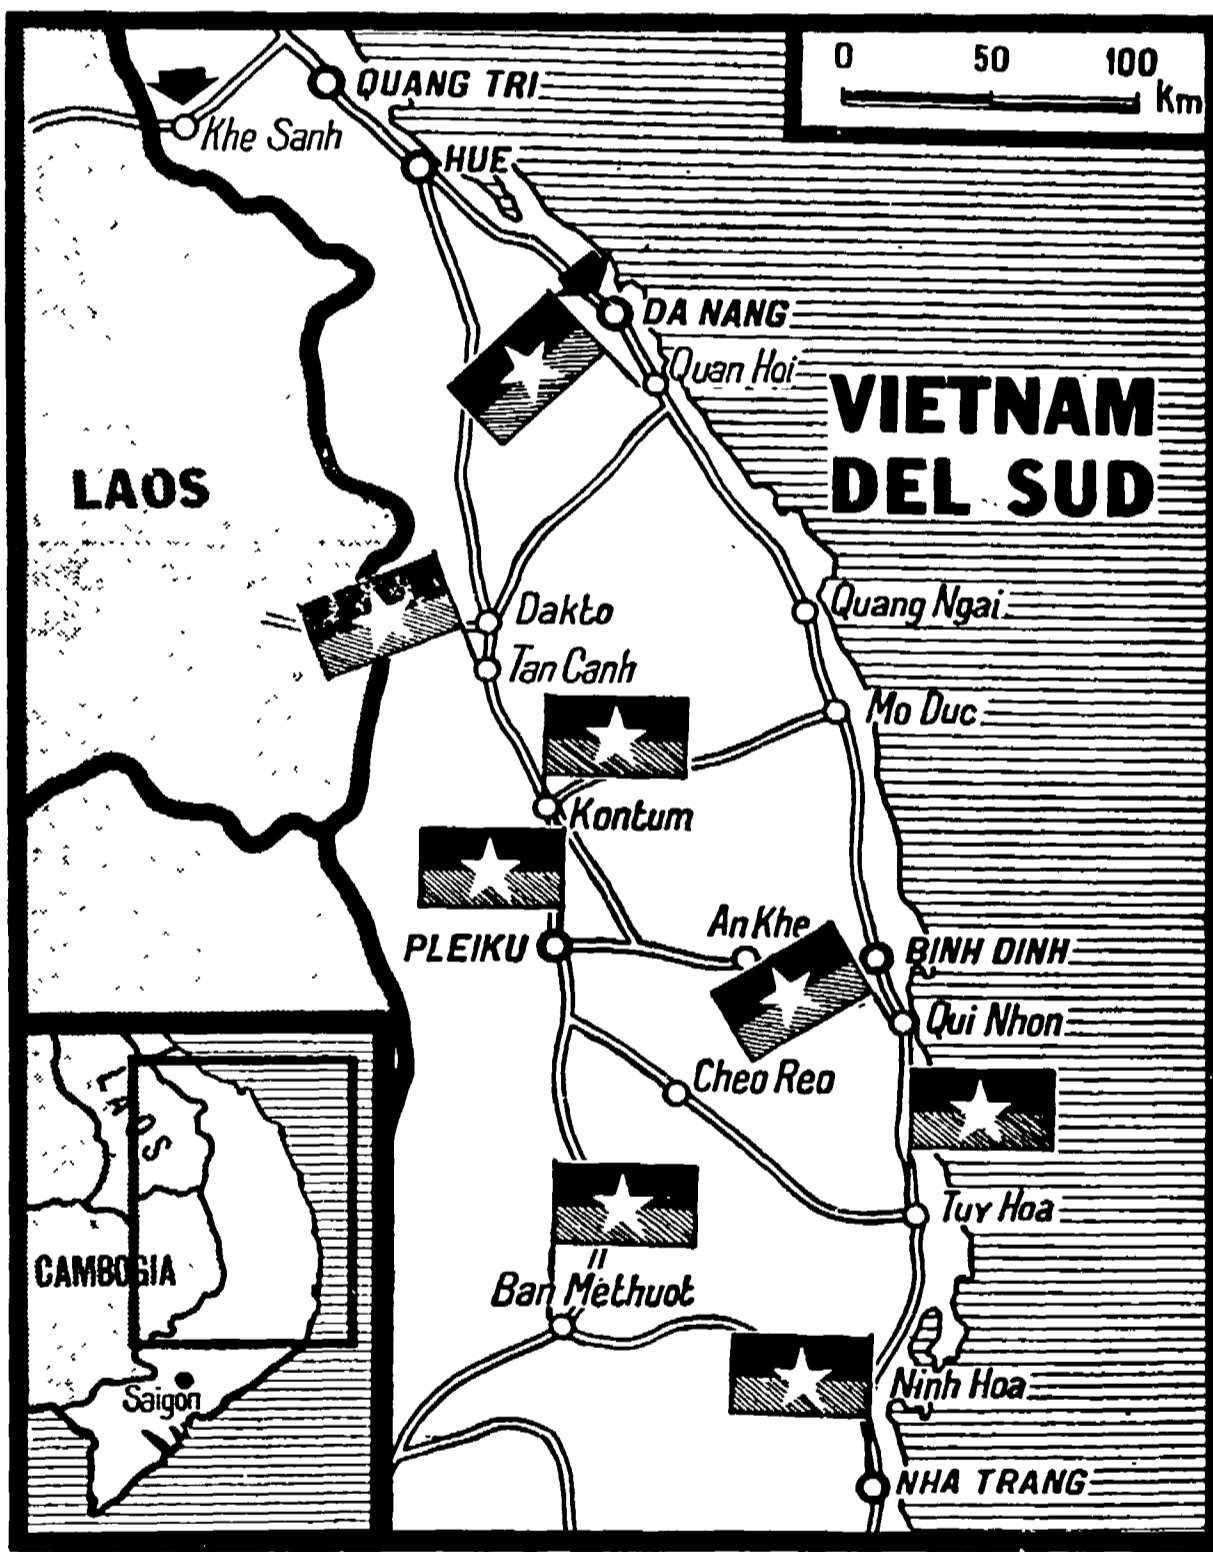 0 50 100 Km
QUANG TRI
Khe Sanh
HUE
DA NANG
Quan Hoi
VIETNAM
DEL SUD
LAOS
Dakto
Quang Ngai
Tan Canh
Mo Duc
Kontum
An Khe
PLEIKU
BINH DINH
Qui Nhon
Cheo Reo
LAOS
Tuy Hoa
CAMBOGIA
Ban Methuot
Saigon
Ninh Hoa
NHA TRANG